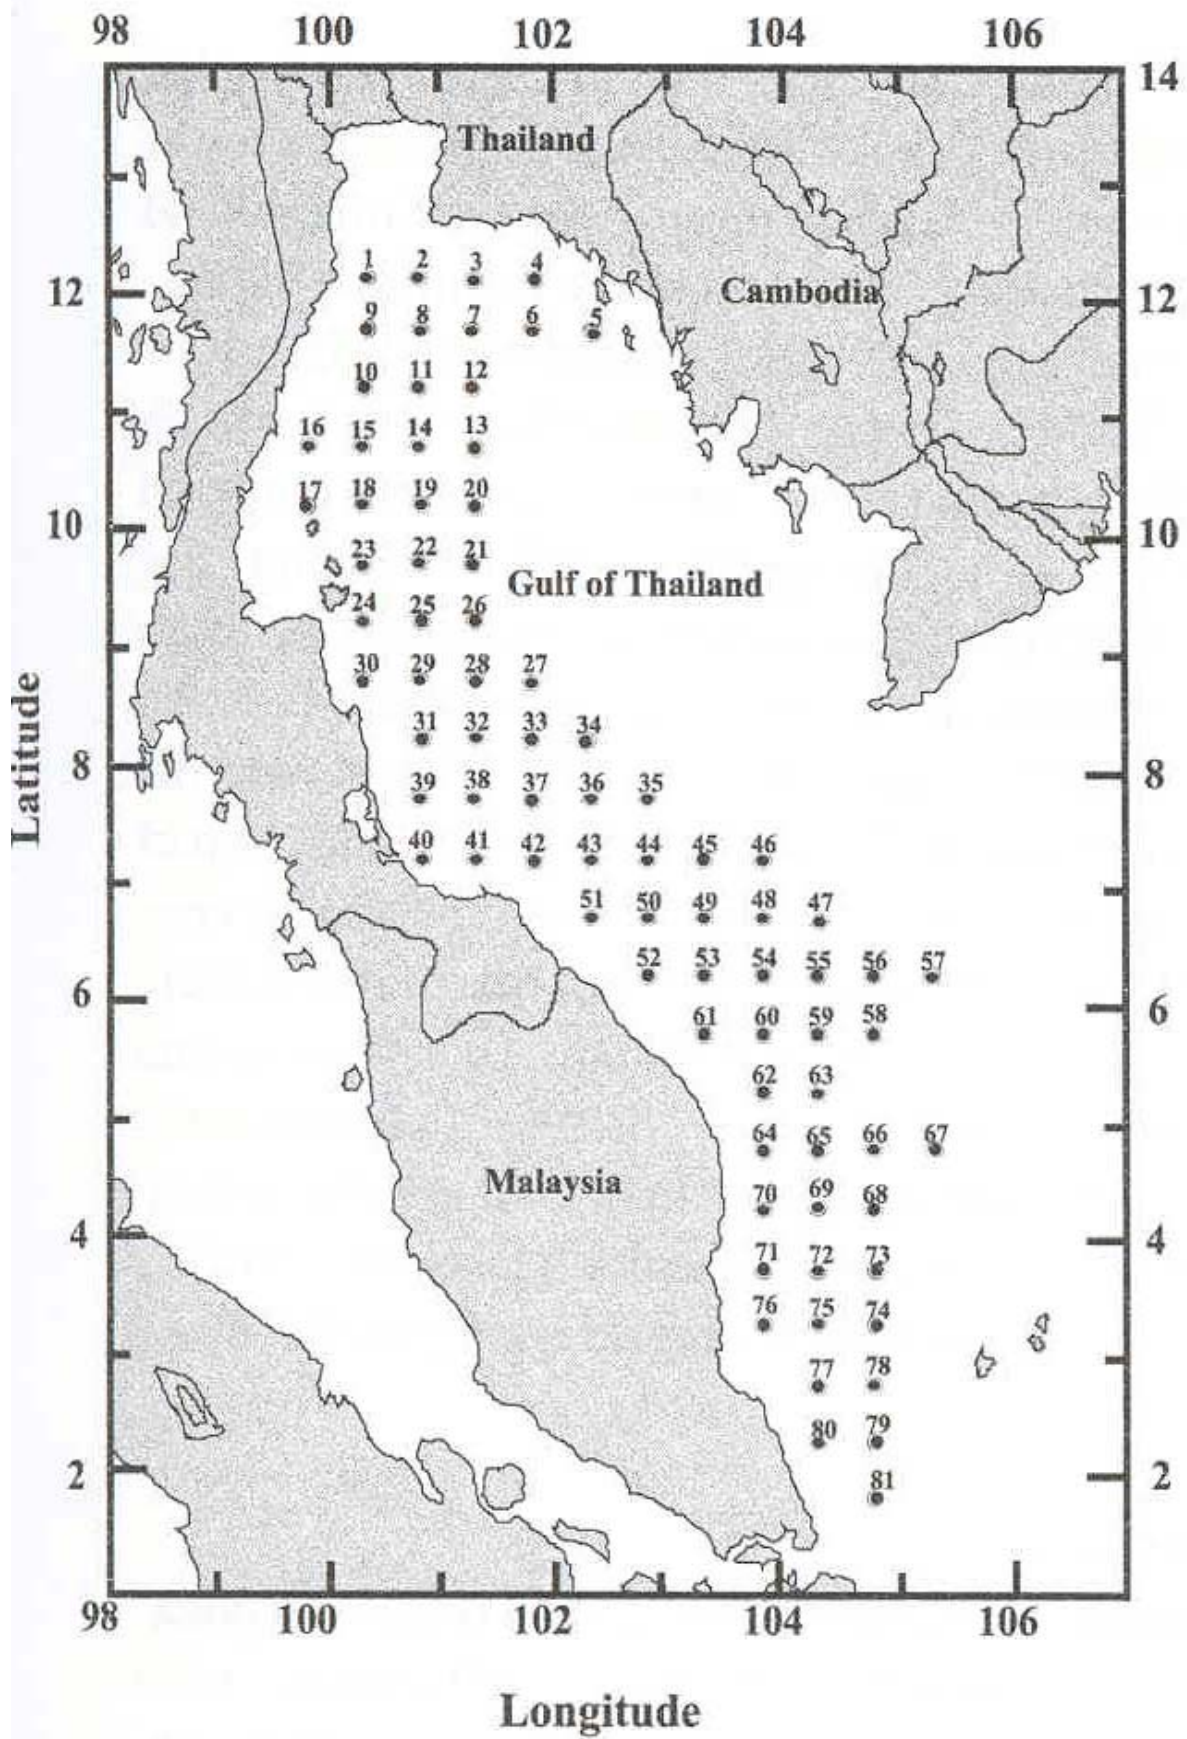 98 100 102 104 106
14
Thailand
1 2 3 4
Cambodia
12 12
9 8 7 6 5
10 11 12
16 15 14 13
17 18 19 20
10 10
23 22 21
Gulf of Thailand
24 25 26
30 29 28 27
31 32 33 34
8 8
39 38 37 36 35
Latitude
40 41 42 43 44 45 46
51 50 49 48 47
52 53 54 55 56 57
6 6
61 60 59 58
62 63
64 65 66 67
Malaysia
70 69 68
4 4
71 72 73
76 75 74
77 78
80 79
2 2
81
98 100 102 104 106
Longitude